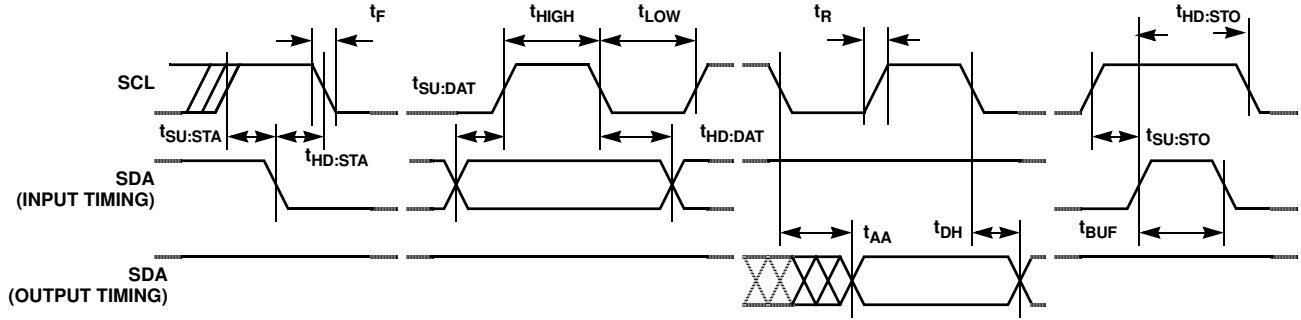 tF
tHIGH
tLOW
tR
tHD:STO
SCL
tSU:DAT
tSU:STA
tHD:STA
tHD:DAT
tSU:STO
SDA
(INPUT TIMING)
tAA
tDH
tBUF
SDA
(OUTPUT TIMING)